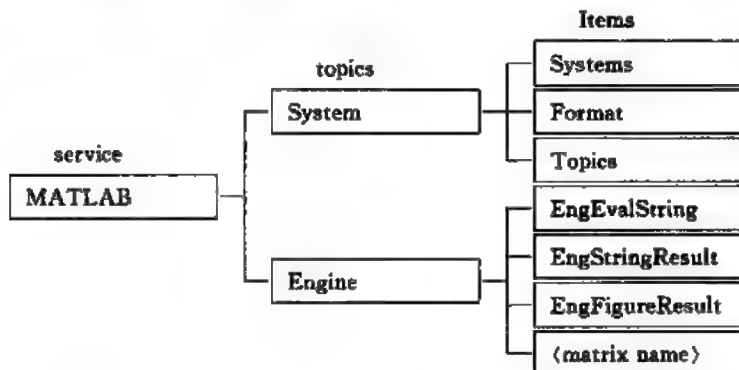 Items
topics
Systems
System
Format
service
Topics
MATLAB
EngEvalString
EngStringResult
Engine
EngFigureResult
⟨matrix name⟩